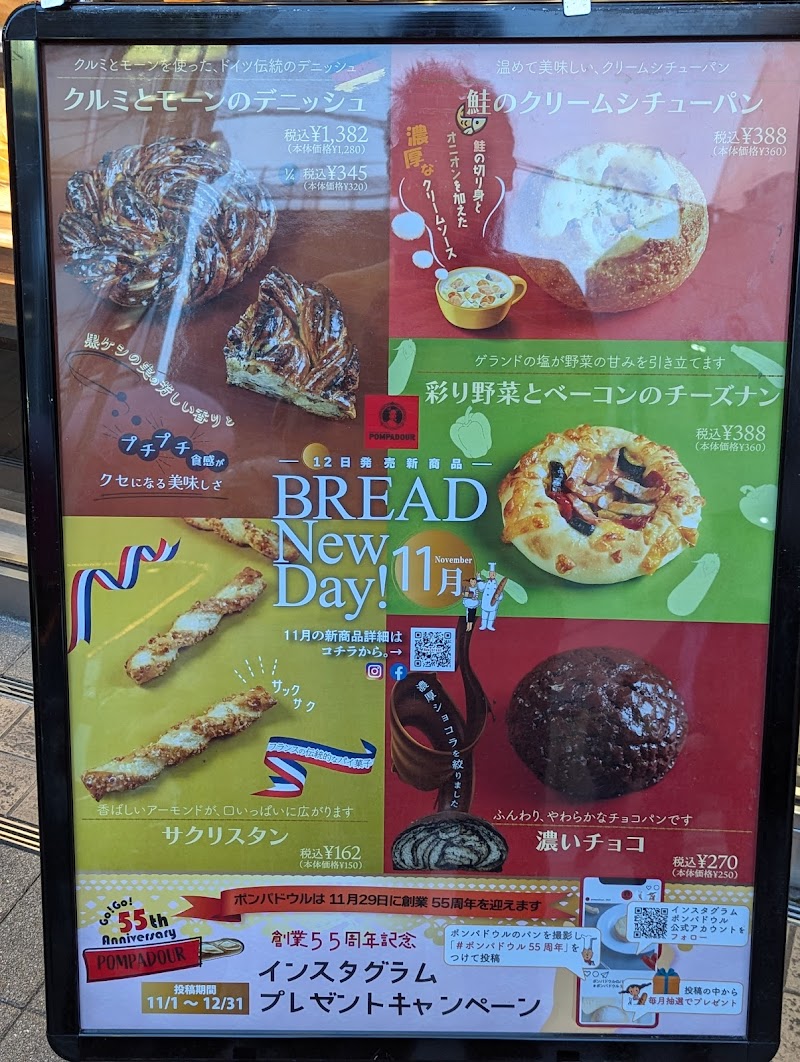 クルミとモーンを使った、ドイツ伝統のデニッシュ
クルミとモーンのデニッシュ
税込¥1,382
(本体価格¥1,280)
¼ 税込¥345
(本体価格¥320)
黒ケシの実の芳しい香り
プチプチ食感が
クセになる美味しさ
温めて美味しい、クリームシチューパン
鮭のクリームシチューパン
税込¥388
(本体価格¥360)
鮭の切り身と
オニオンを加えた
濃厚な
クリームソース
ゲランドの塩が野菜の甘みを引き立てます
彩り野菜とベーコンのチーズナン
税込¥388
(本体価格¥360)
POMPADOUR
12日発売新商品
BREAD
New
Day!
11月
November
11月の新商品詳細は
コチラから。→
サックサク
フランスの伝統的なパイ菓子
香ばしいアーモンドが、口いっぱいに広がります
サクリスタン
税込¥162
(本体価格¥150)
濃厚ショコラを絞りました
ふんわり、やわらかなチョコパンです
濃いチョコ
税込¥270
(本体価格¥250)
ポンパドウルは11月29日に創業55周年を迎えます
Go!Go!
55th
Anniversary
POMPADOUR
投稿期間
11/1〜12/31
創業55周年記念
インスタグラム
プレゼントキャンペーン
ポンパドウルのパンを撮影し
「#ポンパドウル55周年」を
つけて投稿
インスタグラム
ポンパドウル
公式アカウントを
フォロー
投稿の中から
毎月抽選でプレゼント